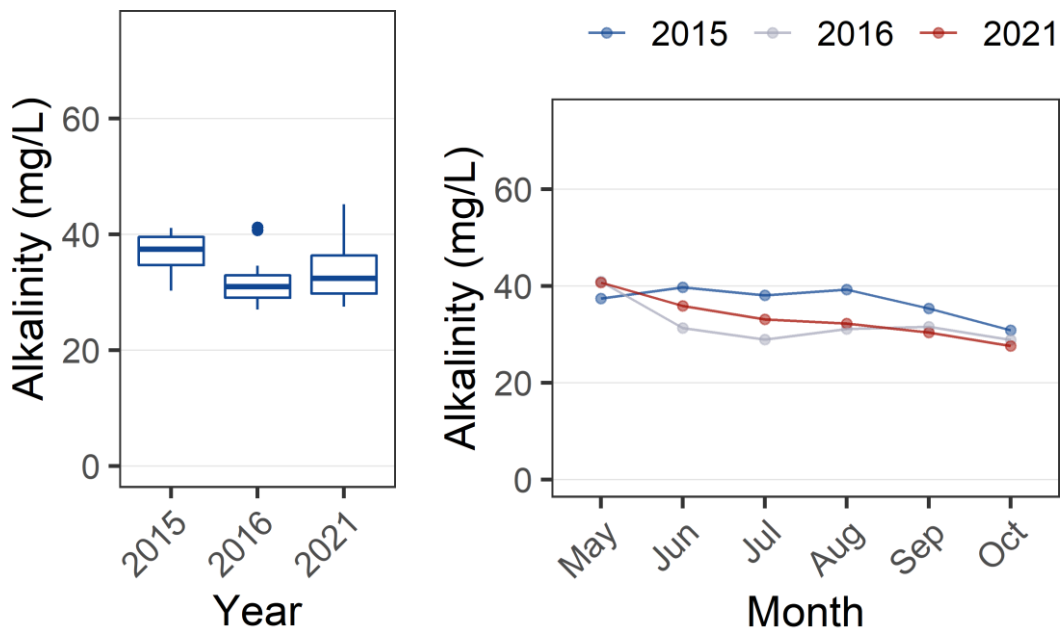 Alkalinity (mg/L)
60
40
20
0
2015
2016
2021
Year
2015 2016 2021
Alkalinity (mg/L)
60
40
20
0
May
Jun
Jul
Aug
Sep
Oct
Month